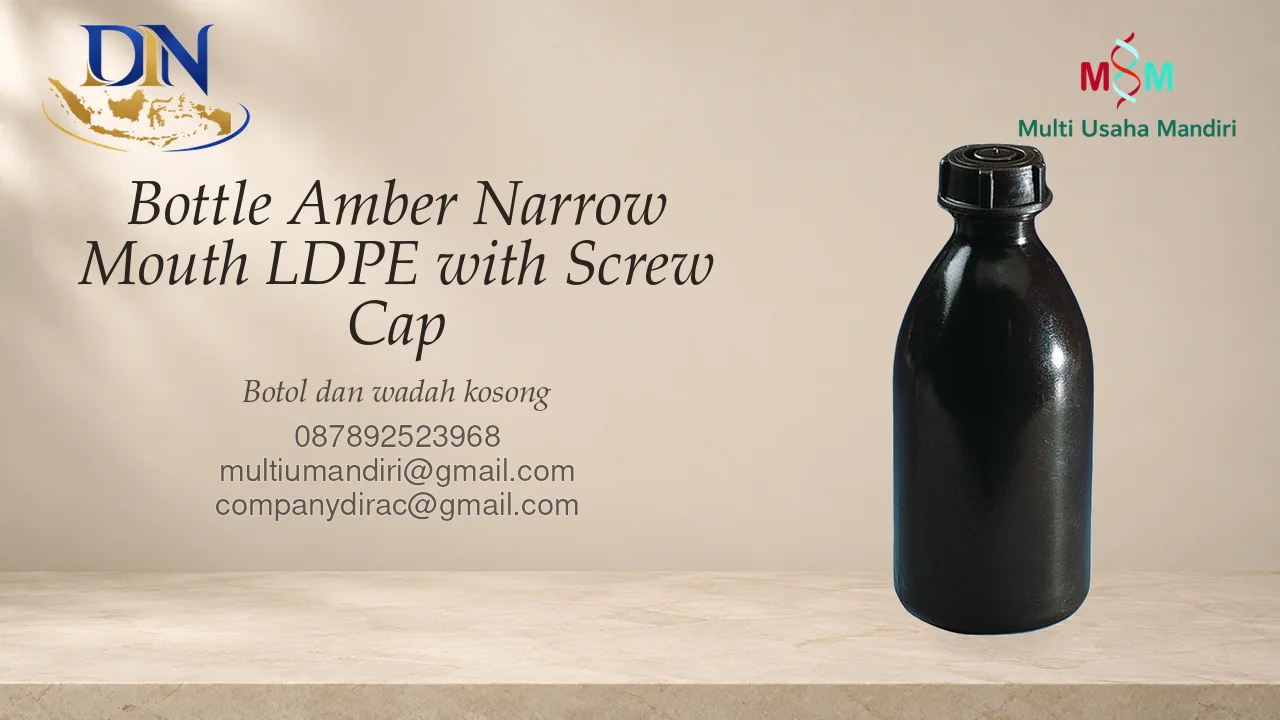 DN
M M
Multi Usaha Mandiri
Bottle Amber Narrow
Mouth LDPE with Screw
Cap
Botol dan wadah kosong
087892523968
multiumandiri@gmail.com
companydirac@gmail.com